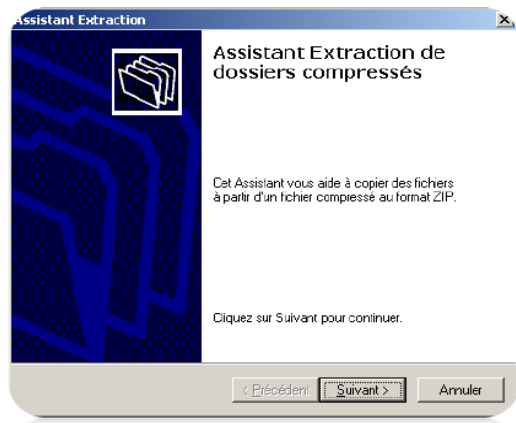 Assistant Extraction
Assistant Extraction de
dossiers compressés
Cet Assistant vous aide à copier des fichiers
à partir d'un fichier compressé au format ZIP.
Cliquez sur Suivant pour continuer.
< Précédent Suivant > Annuler